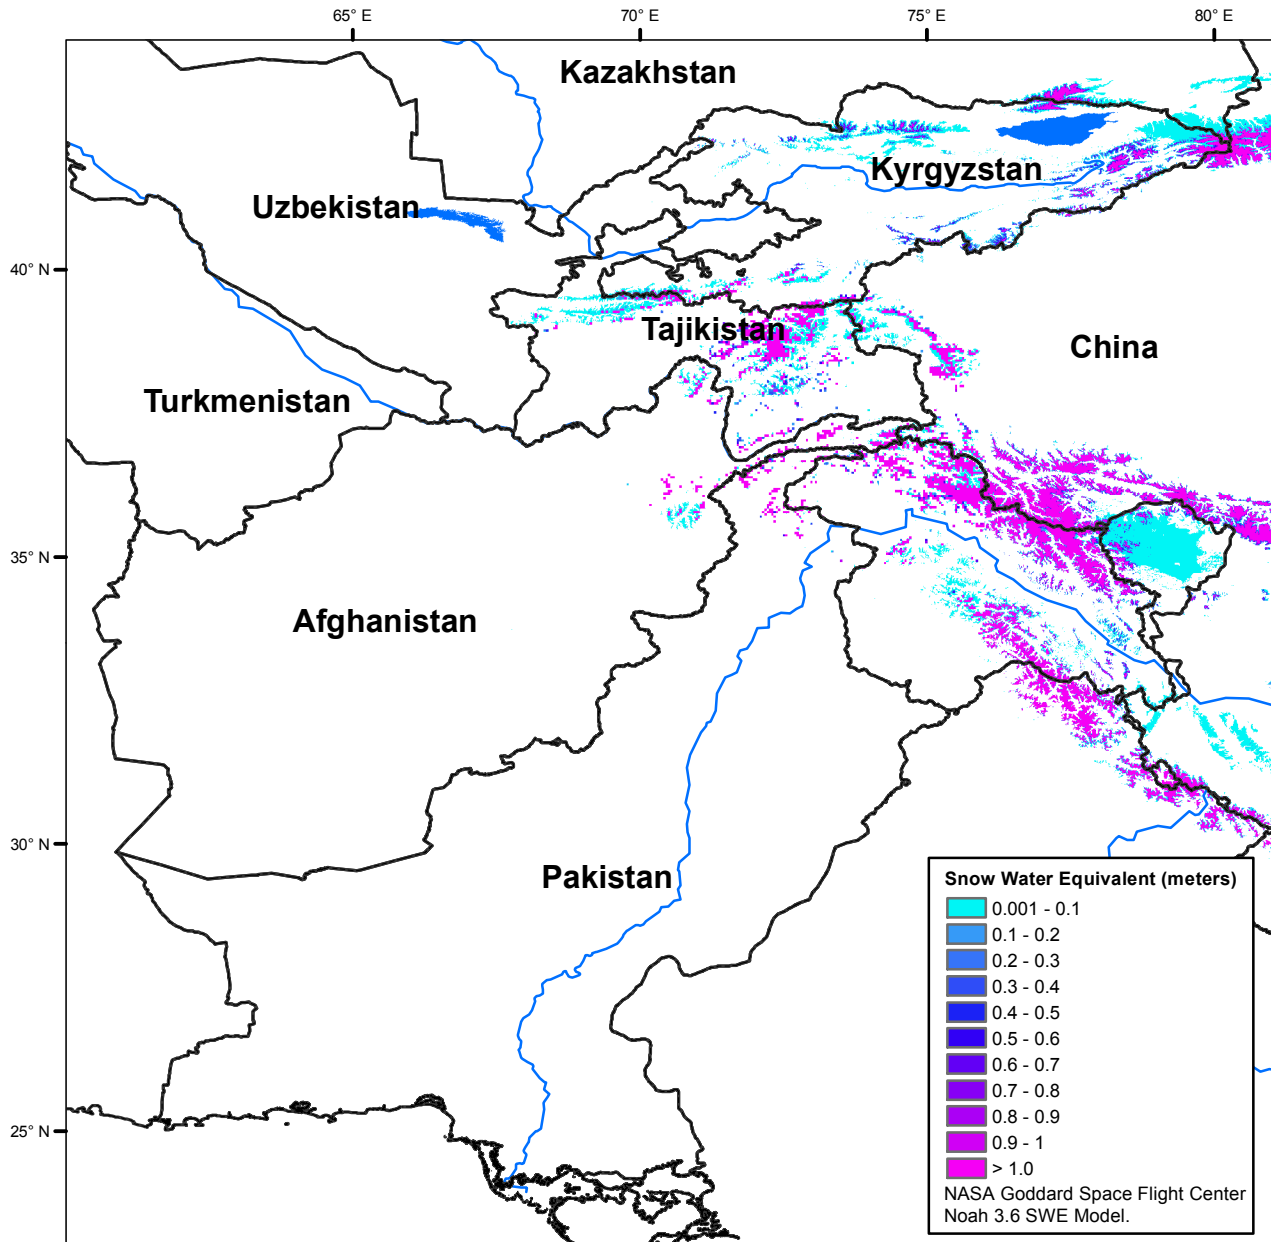 65° E
70° E
75° E
80° E
Kazakhstan
Kyrgyzstan
Uzbekistan
40° N
Tajikistan
China
Turkmenistan
35° N
Afghanistan
30° N
Pakistan
25° N
Snow Water Equivalent (meters)
0.001 - 0.1
0.1 - 0.2
0.2 - 0.3
0.3 - 0.4
0.4 - 0.5
0.5 - 0.6
0.6 - 0.7
0.7 - 0.8
0.8 - 0.9
0.9 - 1
> 1.0
NASA Goddard Space Flight Center
Noah 3.6 SWE Model.